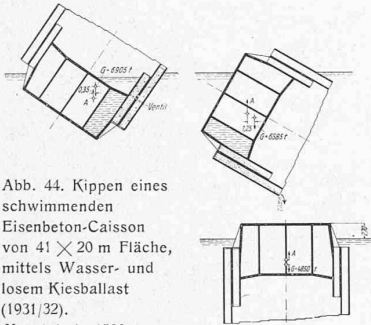 G=6905 t
0,35
A
Ventil
A
1,25
G=6585 t
Abb. 44. Kippen eines
schwimmenden
Eisenbeton-Caisson
von 41 × 20 m Fläche,
mittels Wasser- und
losem Kiesballast
(1931/32).
A
G=4850 t